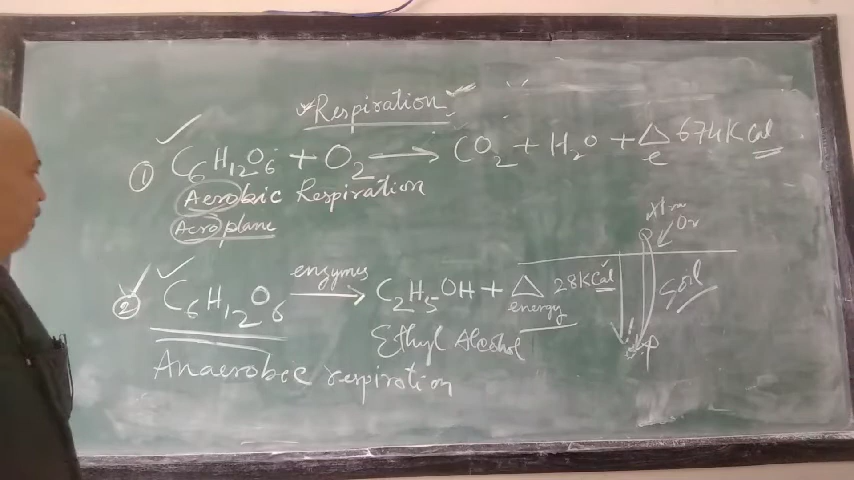 Respiration
① C6H12O6 + O2 → CO2 + H2O + △ 674KCal
e
Aerobic Respiration
Aeroplane
xtra
O2
② C6H12O6 enzymes → C2H5OH + △ 28KCal
energy
Soil
Ethyl Alcohol
Anaerobic respiration